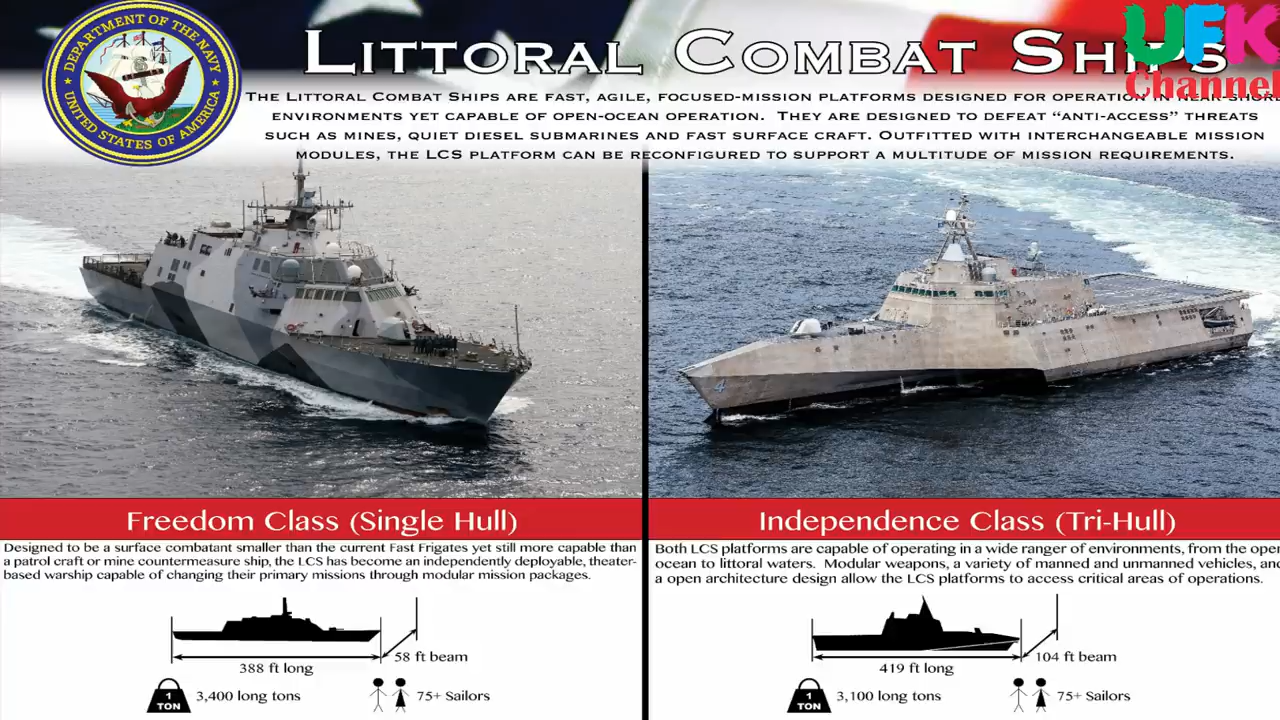 DEPARTMENT OF THE NAVY
UNITED STATES OF AMERICA
LITTORAL COMBAT SHIPS
UFK
Channel
THE LITTORAL COMBAT SHIPS ARE FAST, AGILE, FOCUSED-MISSION PLATFORMS DESIGNED FOR OPERATION IN NEAR-SHORE
ENVIRONMENTS YET CAPABLE OF OPEN-OCEAN OPERATION. THEY ARE DESIGNED TO DEFEAT “ANTI-ACCESS” THREATS
SUCH AS MINES, QUIET DIESEL SUBMARINES AND FAST SURFACE CRAFT. OUTFITTED WITH INTERCHANGEABLE MISSION
MODULES, THE LCS PLATFORM CAN BE RECONFIGURED TO SUPPORT A MULTITUDE OF MISSION REQUIREMENTS.
4
Freedom Class (Single Hull)
Designed to be a surface combatant smaller than the current Fast Frigates yet still more capable than
a patrol craft or mine countermeasure ship, the LCS has become an independently deployable, theater-
based warship capable of changing their primary missions through modular mission packages.
388 ft long
58 ft beam
1
TON
3,400 long tons
75+ Sailors
Independence Class (Tri-Hull)
Both LCS platforms are capable of operating in a wide ranger of environments, from the open
ocean to littoral waters. Modular weapons, a variety of manned and unmanned vehicles, and
a open architecture design allow the LCS platforms to access critical areas of operations.
419 ft long
104 ft beam
1
TON
3,100 long tons
75+ Sailors